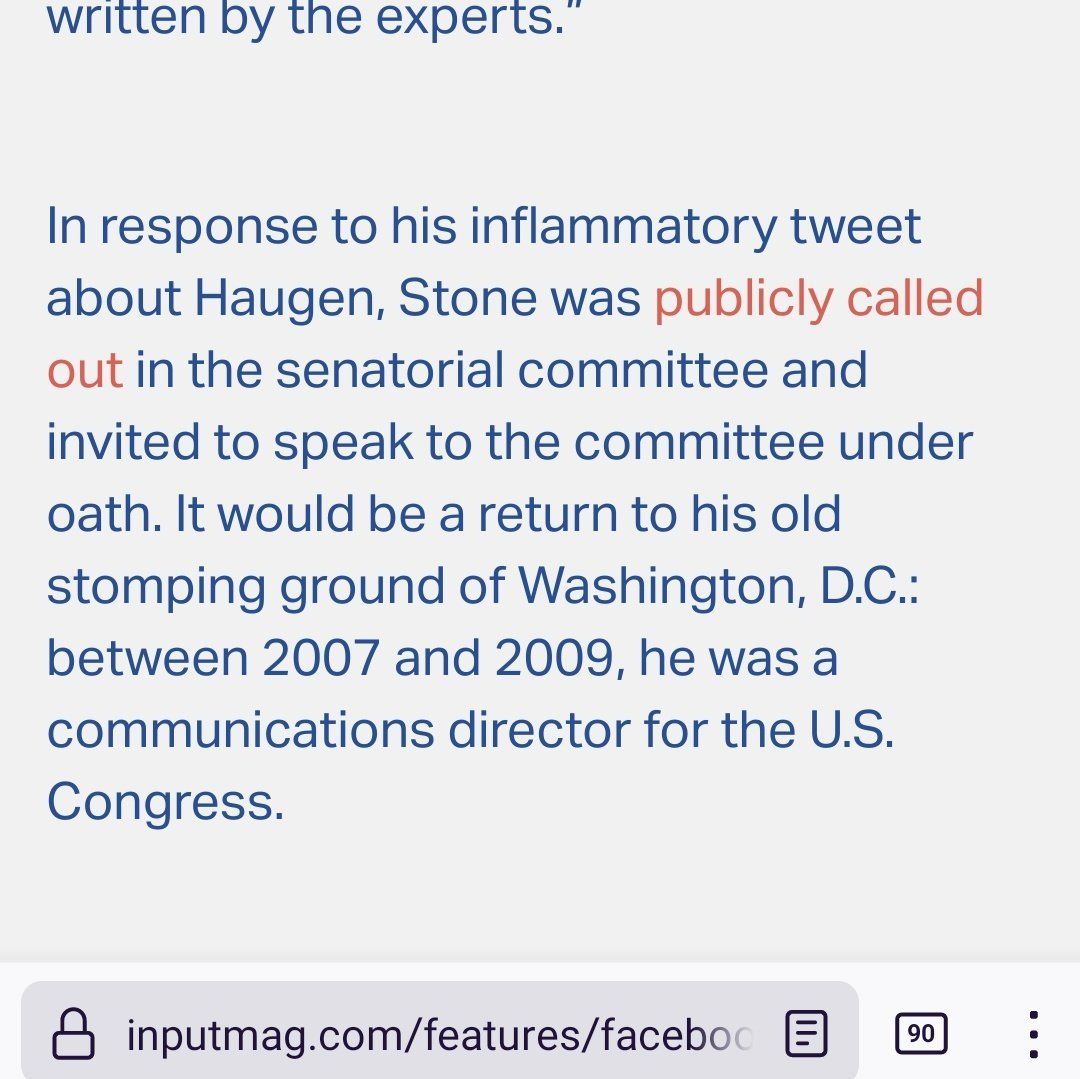 written by the experts.”
In response to his inflammatory tweet
about Haugen, Stone was publicly called
out in the senatorial committee and
invited to speak to the committee under
oath. It would be a return to his old
stomping ground of Washington, D.C.:
between 2007 and 2009, he was a
communications director for the U.S.
Congress.
inputmag.com/features/faceboo
90